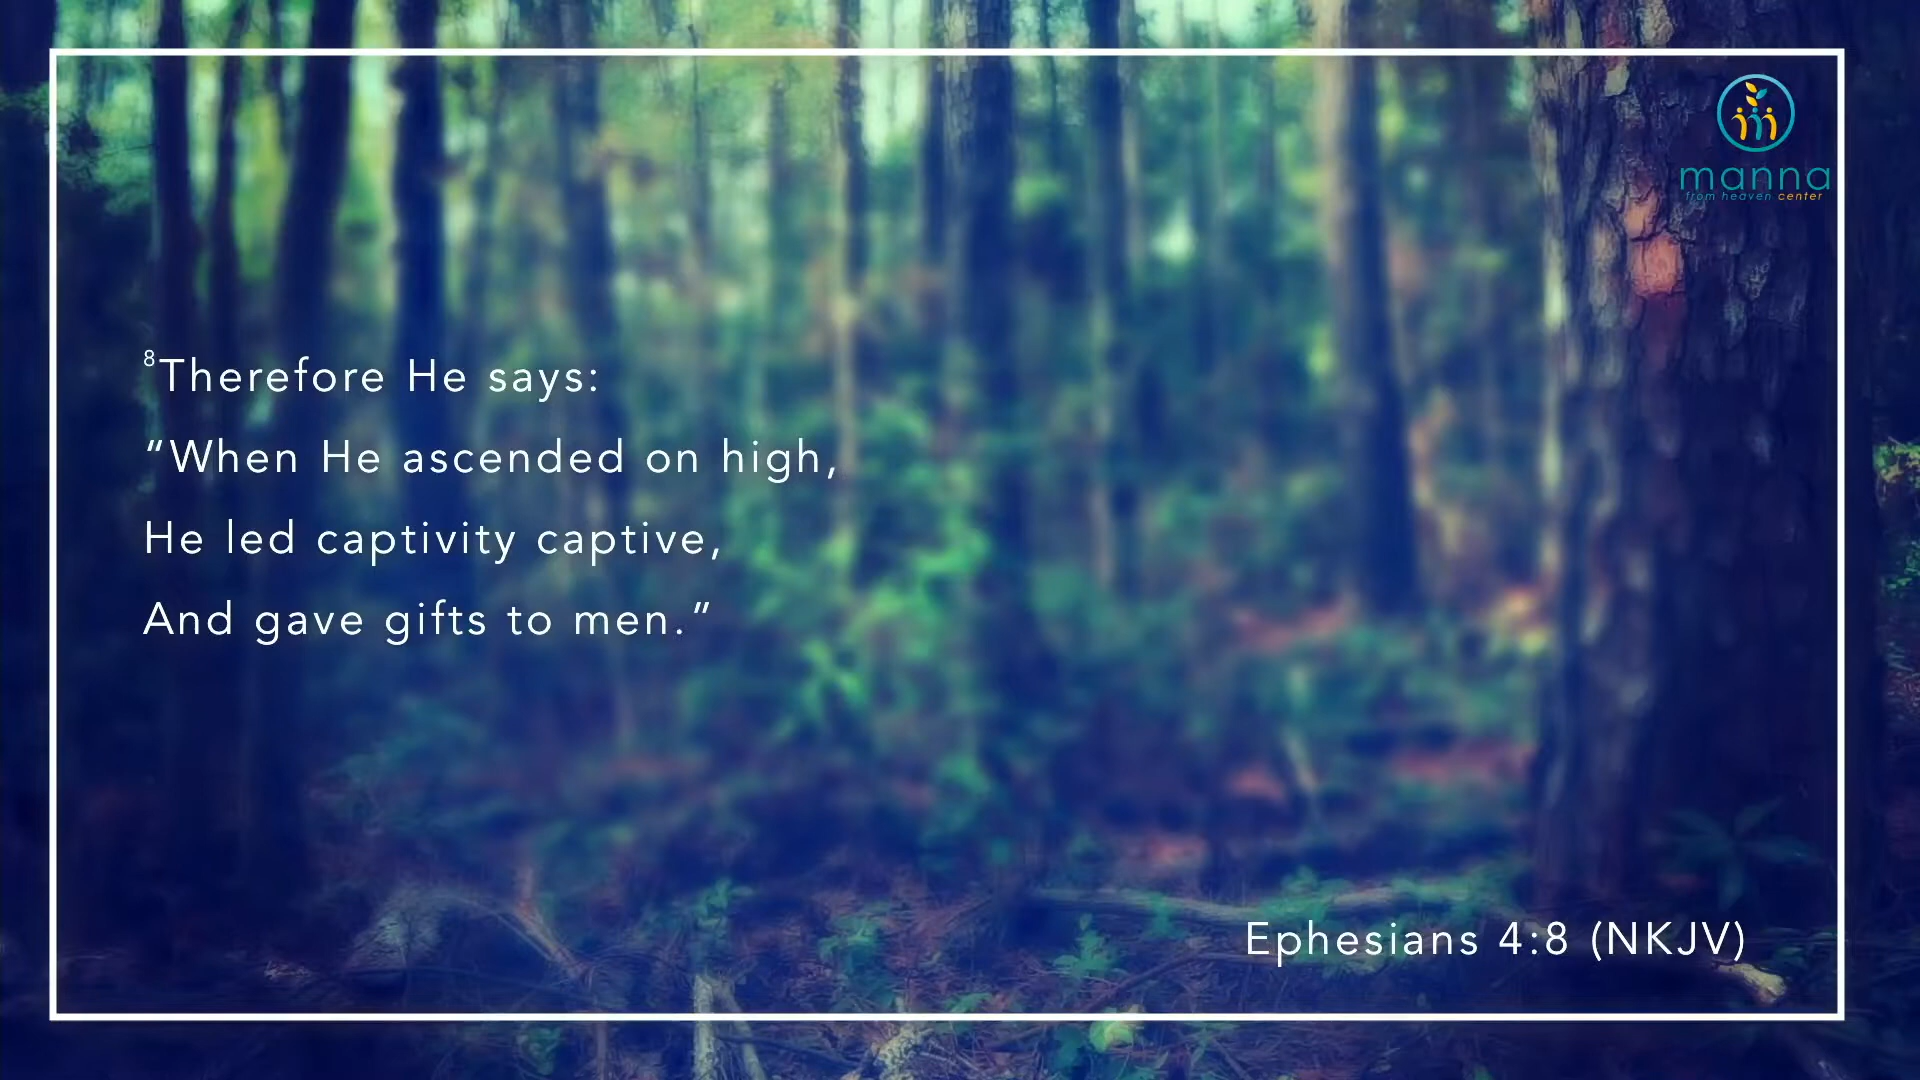 manna
from heaven center
⁸Therefore He says:
“When He ascended on high,
He led captivity captive,
And gave gifts to men.”
Ephesians 4:8 (NKJV)